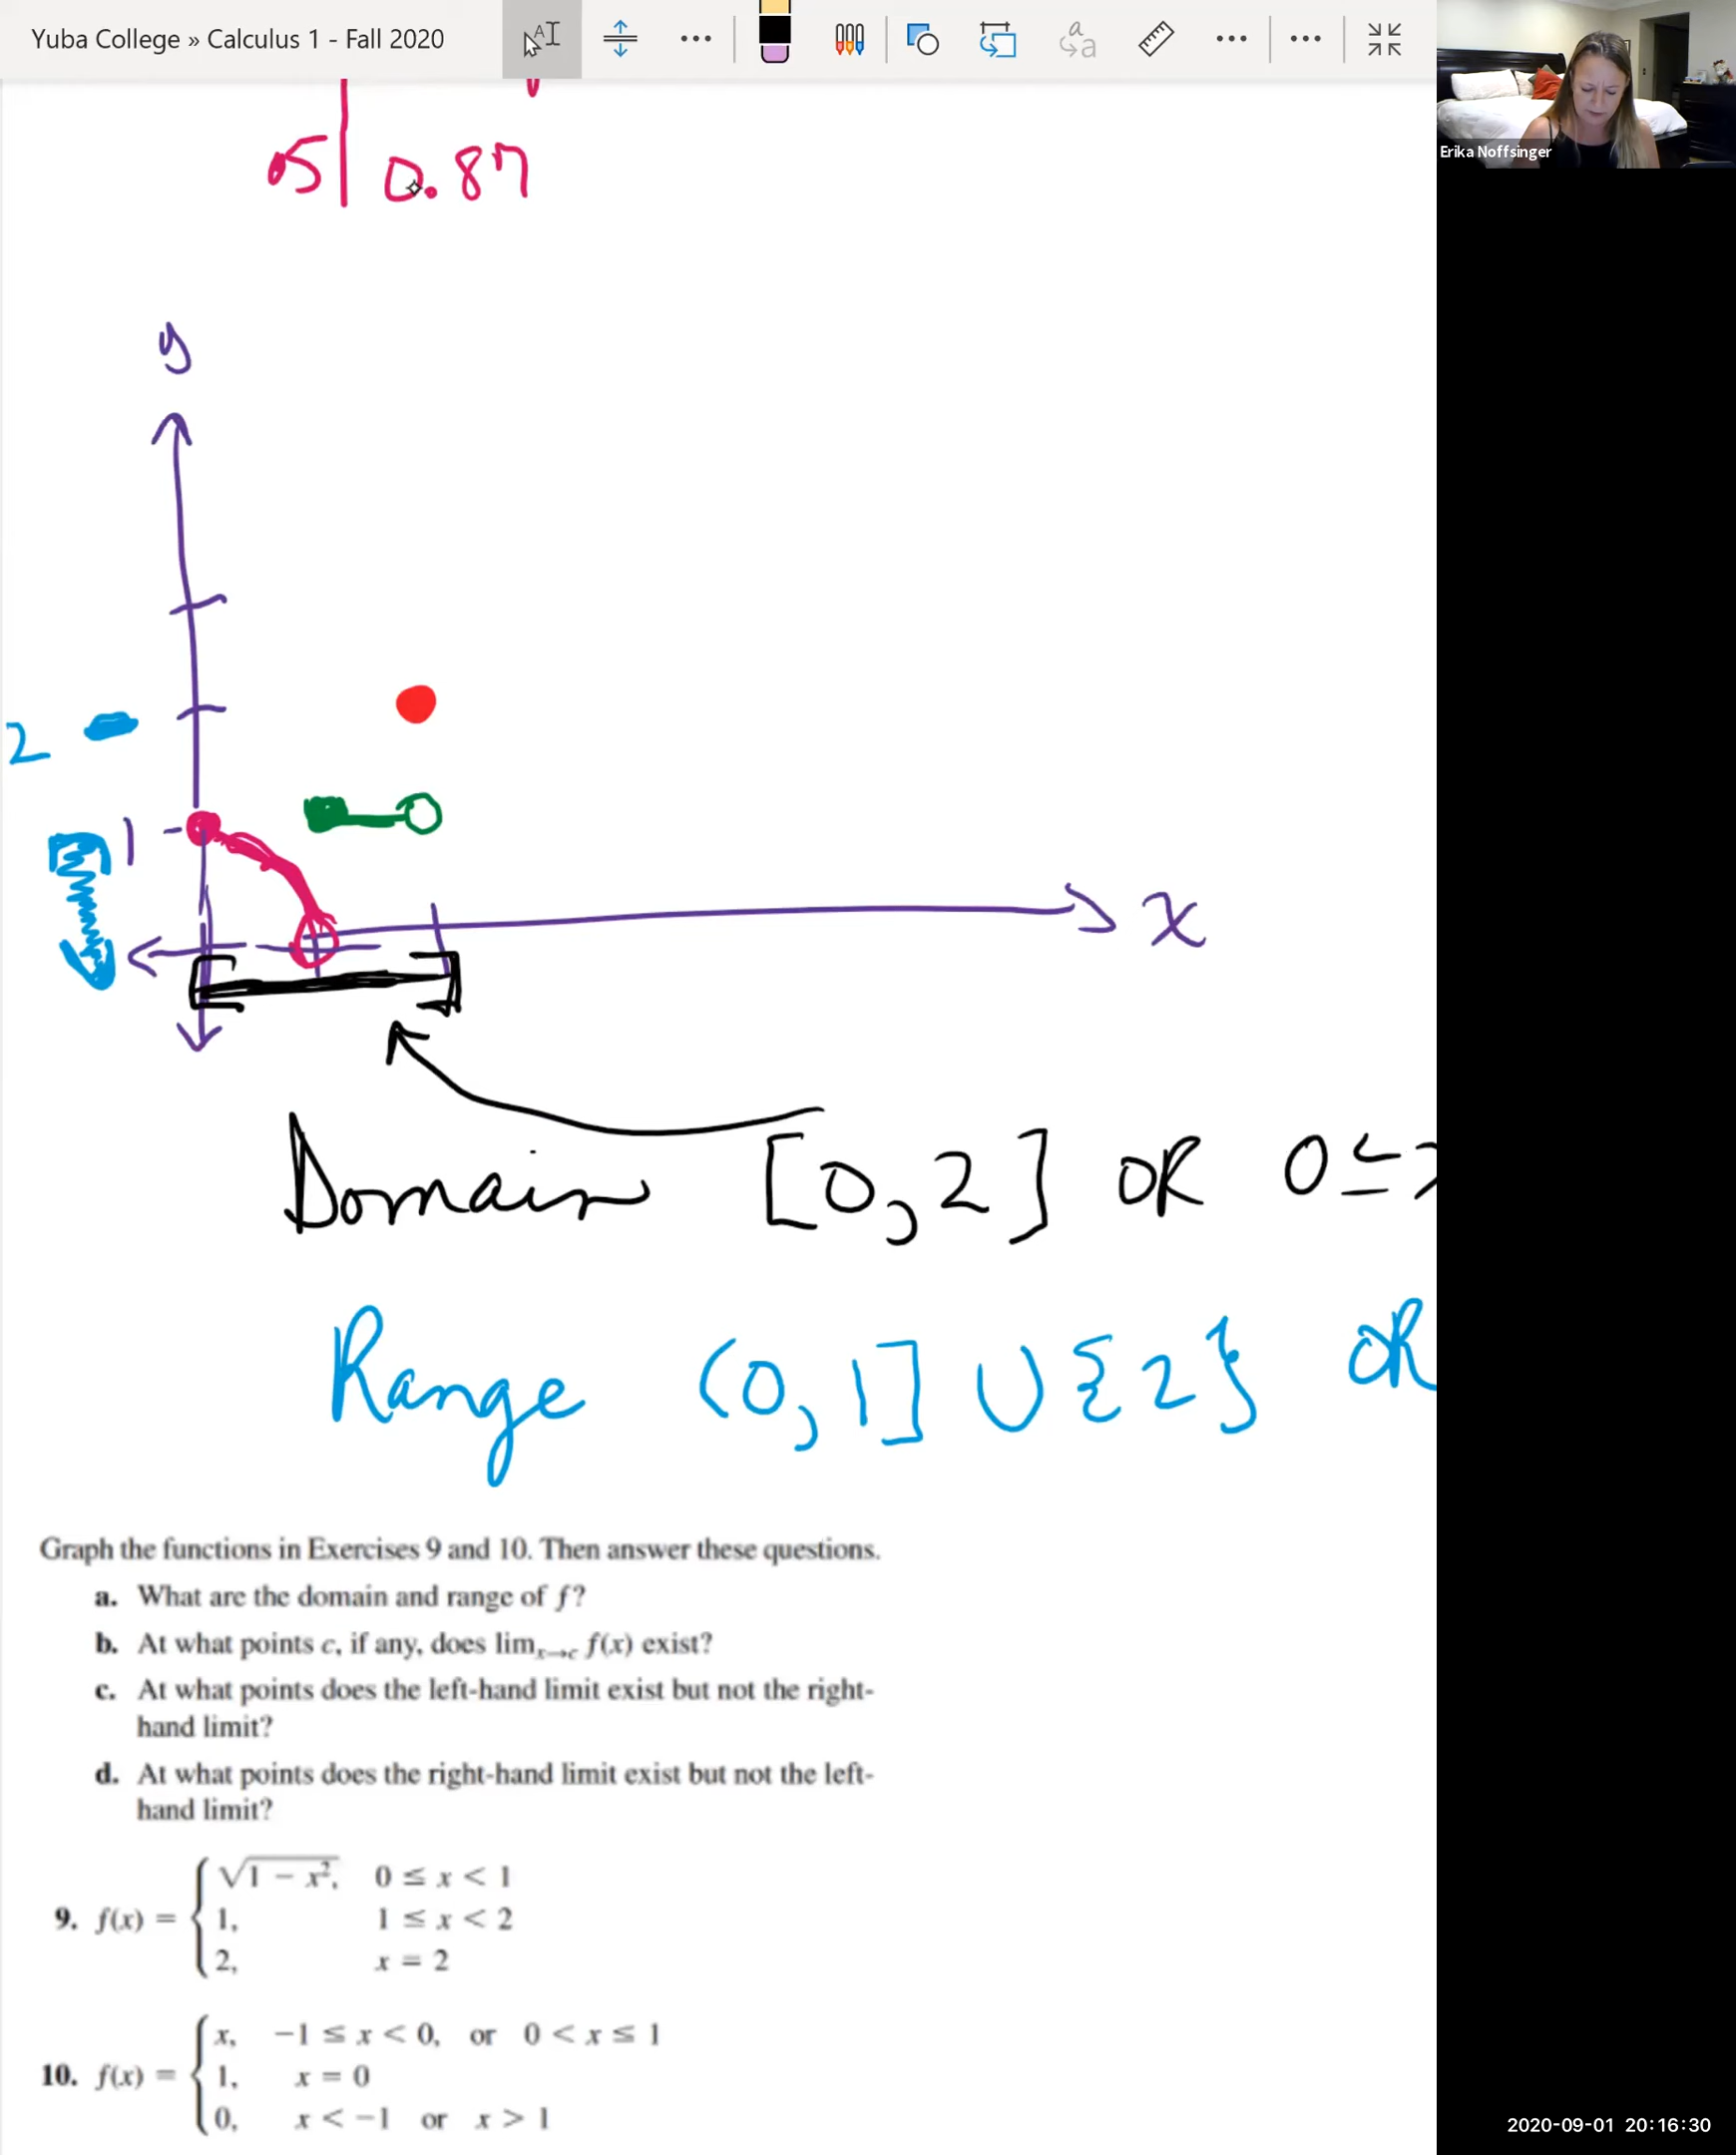 Yuba College » Calculus 1 - Fall 2020
Erika Noffsinger
.5 | 0.87
y
2
1
x
Domain [0,2] OR 0≤
Range (0,1] ∪ {2} OR
Graph the functions in Exercises 9 and 10. Then answer these questions.
a. What are the domain and range of f?
b. At what points c, if any, does lim x→c f(x) exist?
c. At what points does the left-hand limit exist but not the right-
hand limit?
d. At what points does the right-hand limit exist but not the left-
hand limit?
9. f(x) = { √1 − x², 0 ≤ x < 1
1, 1 ≤ x < 2
2, x = 2
10. f(x) = { x, −1 ≤ x < 0, or 0 < x ≤ 1
1, x = 0
0, x < −1 or x > 1
2020-09-01 20:16:30